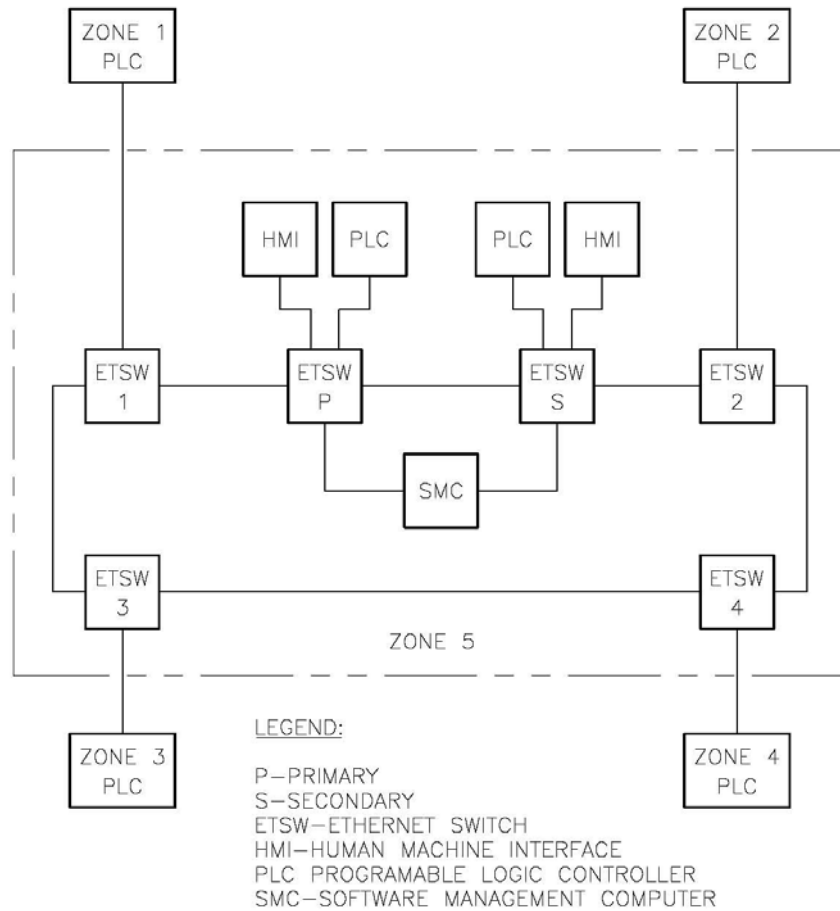 ZONE 1
PLC
ZONE 2
PLC
HMI
PLC
PLC
HMI
ETSW
1
ETSW
P
ETSW
S
ETSW
2
SMC
ETSW
3
ETSW
4
ZONE 5
ZONE 3
PLC
ZONE 4
PLC
LEGEND:
P-PRIMARY
S-SECONDARY
ETSW-ETHERNET SWITCH
HMI-HUMAN MACHINE INTERFACE
PLC PROGRAMABLE LOGIC CONTROLLER
SMC-SOFTWARE MANAGEMENT COMPUTER